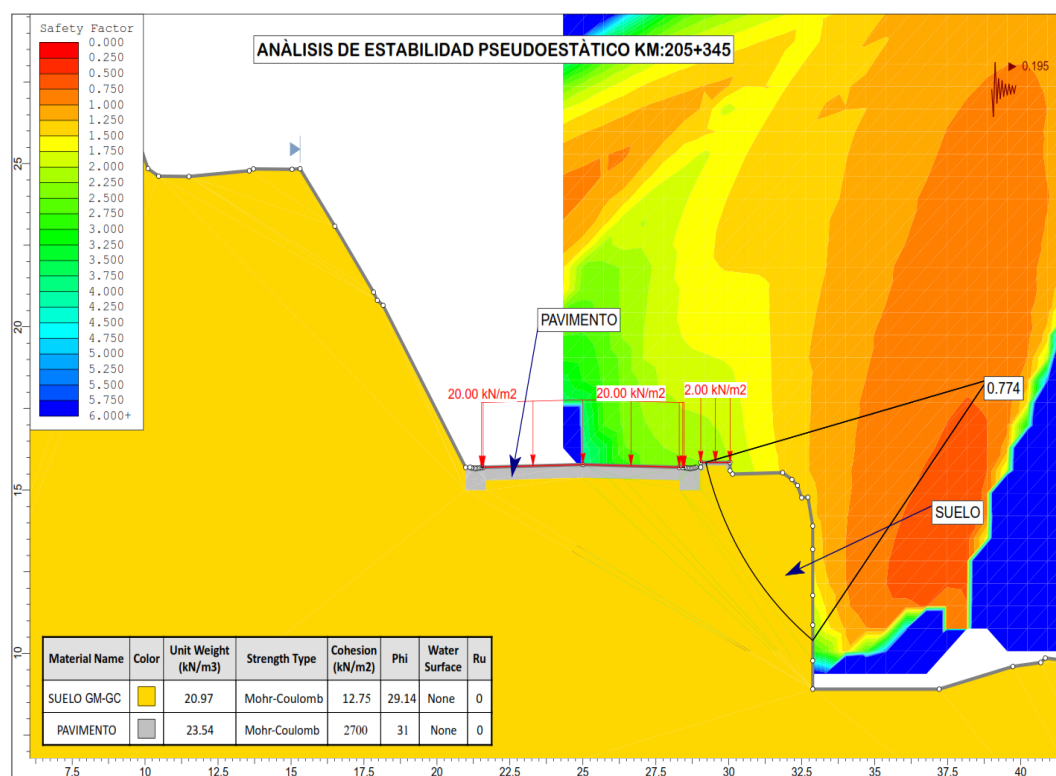 Safety Factor
0.000
0.250
0.500
0.750
1.000
1.250
1.500
1.750
2.000
2.250
2.500
2.750
3.000
3.250
3.500
3.750
4.000
4.250
4.500
4.750
5.000
5.250
5.500
5.750
6.000+
ANÀLISIS DE ESTABILIDAD PSEUDOESTÀTICO KM:205+345
0.195
PAVIMENTO
20.00 kN/m2
20.00 kN/m2
2.00 kN/m2
0.774
SUELO
Material Name Color Unit Weight (kN/m3) Strength Type Cohesion (kN/m2) Phi Water Surface Ru
SUELO GM-GC 20.97 Mohr-Coulomb 12.75 29.14 None 0
PAVIMENTO 23.54 Mohr-Coulomb 2700 31 None 0
25
20
15
10
7.5 10 12.5 15 17.5 20 22.5 25 27.5 30 32.5 35 37.5 40